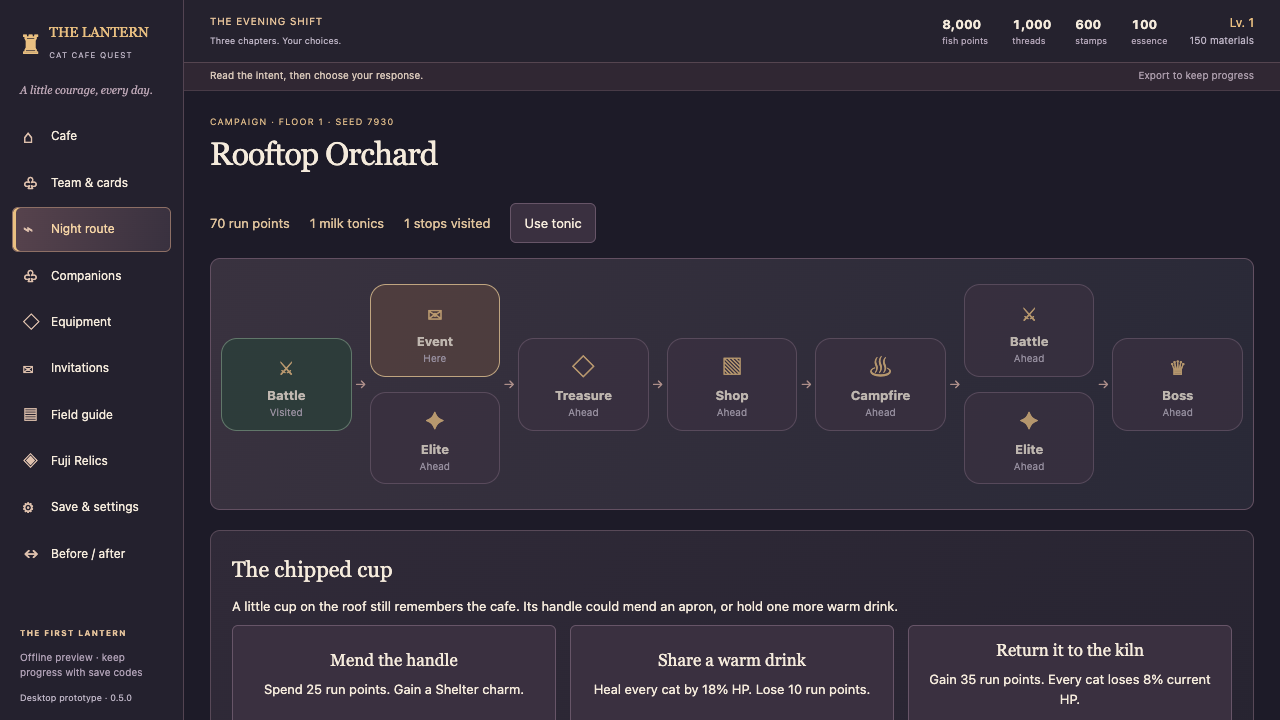 THE LANTERN
CAT CAFE QUEST
A little courage, every day.
Cafe
Team & cards
Night route
Companions
Equipment
Invitations
Field guide
Fuji Relics
Save & settings
Before / after
THE FIRST LANTERN
Offline preview · keep
progress with save codes
Desktop prototype · 0.5.0
THE EVENING SHIFT
Three chapters. Your choices.
8,000
fish points
1,000
threads
600
stamps
100
essence
Lv. 1
150 materials
Read the intent, then choose your response.
Export to keep progress
CAMPAIGN · FLOOR 1 · SEED 7930
Rooftop Orchard
70 run points
1 milk tonics
1 stops visited
Use tonic
Battle
Visited
Event
Here
Elite
Ahead
Treasure
Ahead
Shop
Ahead
Campfire
Ahead
Battle
Ahead
Elite
Ahead
Boss
Ahead
The chipped cup
A little cup on the roof still remembers the cafe. Its handle could mend an apron, or hold one more warm drink.
Mend the handle
Spend 25 run points. Gain a Shelter charm.
Share a warm drink
Heal every cat by 18% HP. Lose 10 run points.
Return it to the kiln
Gain 35 run points. Every cat loses 8% current
HP.